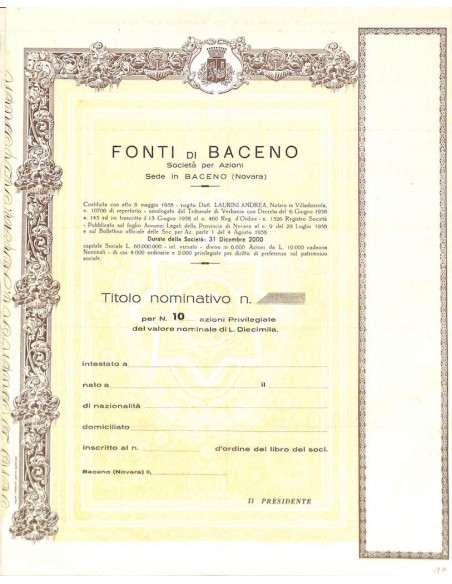 FONTI DI BACENO
Società per Azioni
Sede in BACENO (Novara)
Costituita con atto 8 maggio 1958 - rogito Dott. LAURINI ANDREA, Notaio in Villadossola,
n. 10706 di repertorio - omologato dal Tribunale di Verbania con Decreto del 6 Giugno 1958
n. 143 ed ivi trascritto il 13 Giugno 1958 al n. 460 Reg. d'Ordine - n. 1326 Registro Società
- Pubblicata sul foglio Annunci Legali della Provincia di Novara al n. 9 del 29 Luglio 1958
e sul Bollettino ufficiale delle Soc. per Az. parte 1 del 4 Agosto 1958.
Durata della Società: 31 Dicembre 2000
capitale Sociale L. 60.000.000 - int. versato - diviso in 6.000 Azioni da L. 10.000 cadauna
Nominali - di cui 4.000 ordinarie e 2.000 privilegiate per diritto di preferenza sul patrimonio
sociale.
Titolo nominativo n.
per N. 10 azioni Privilegiate
del valore nominale di L. Diecimila.
intestato a
nato a il
di nazionalità
domiciliato
inscritto al n. d'ordine del libro dei soci.
Baceno (Novara) il,
Il PRESIDENTE